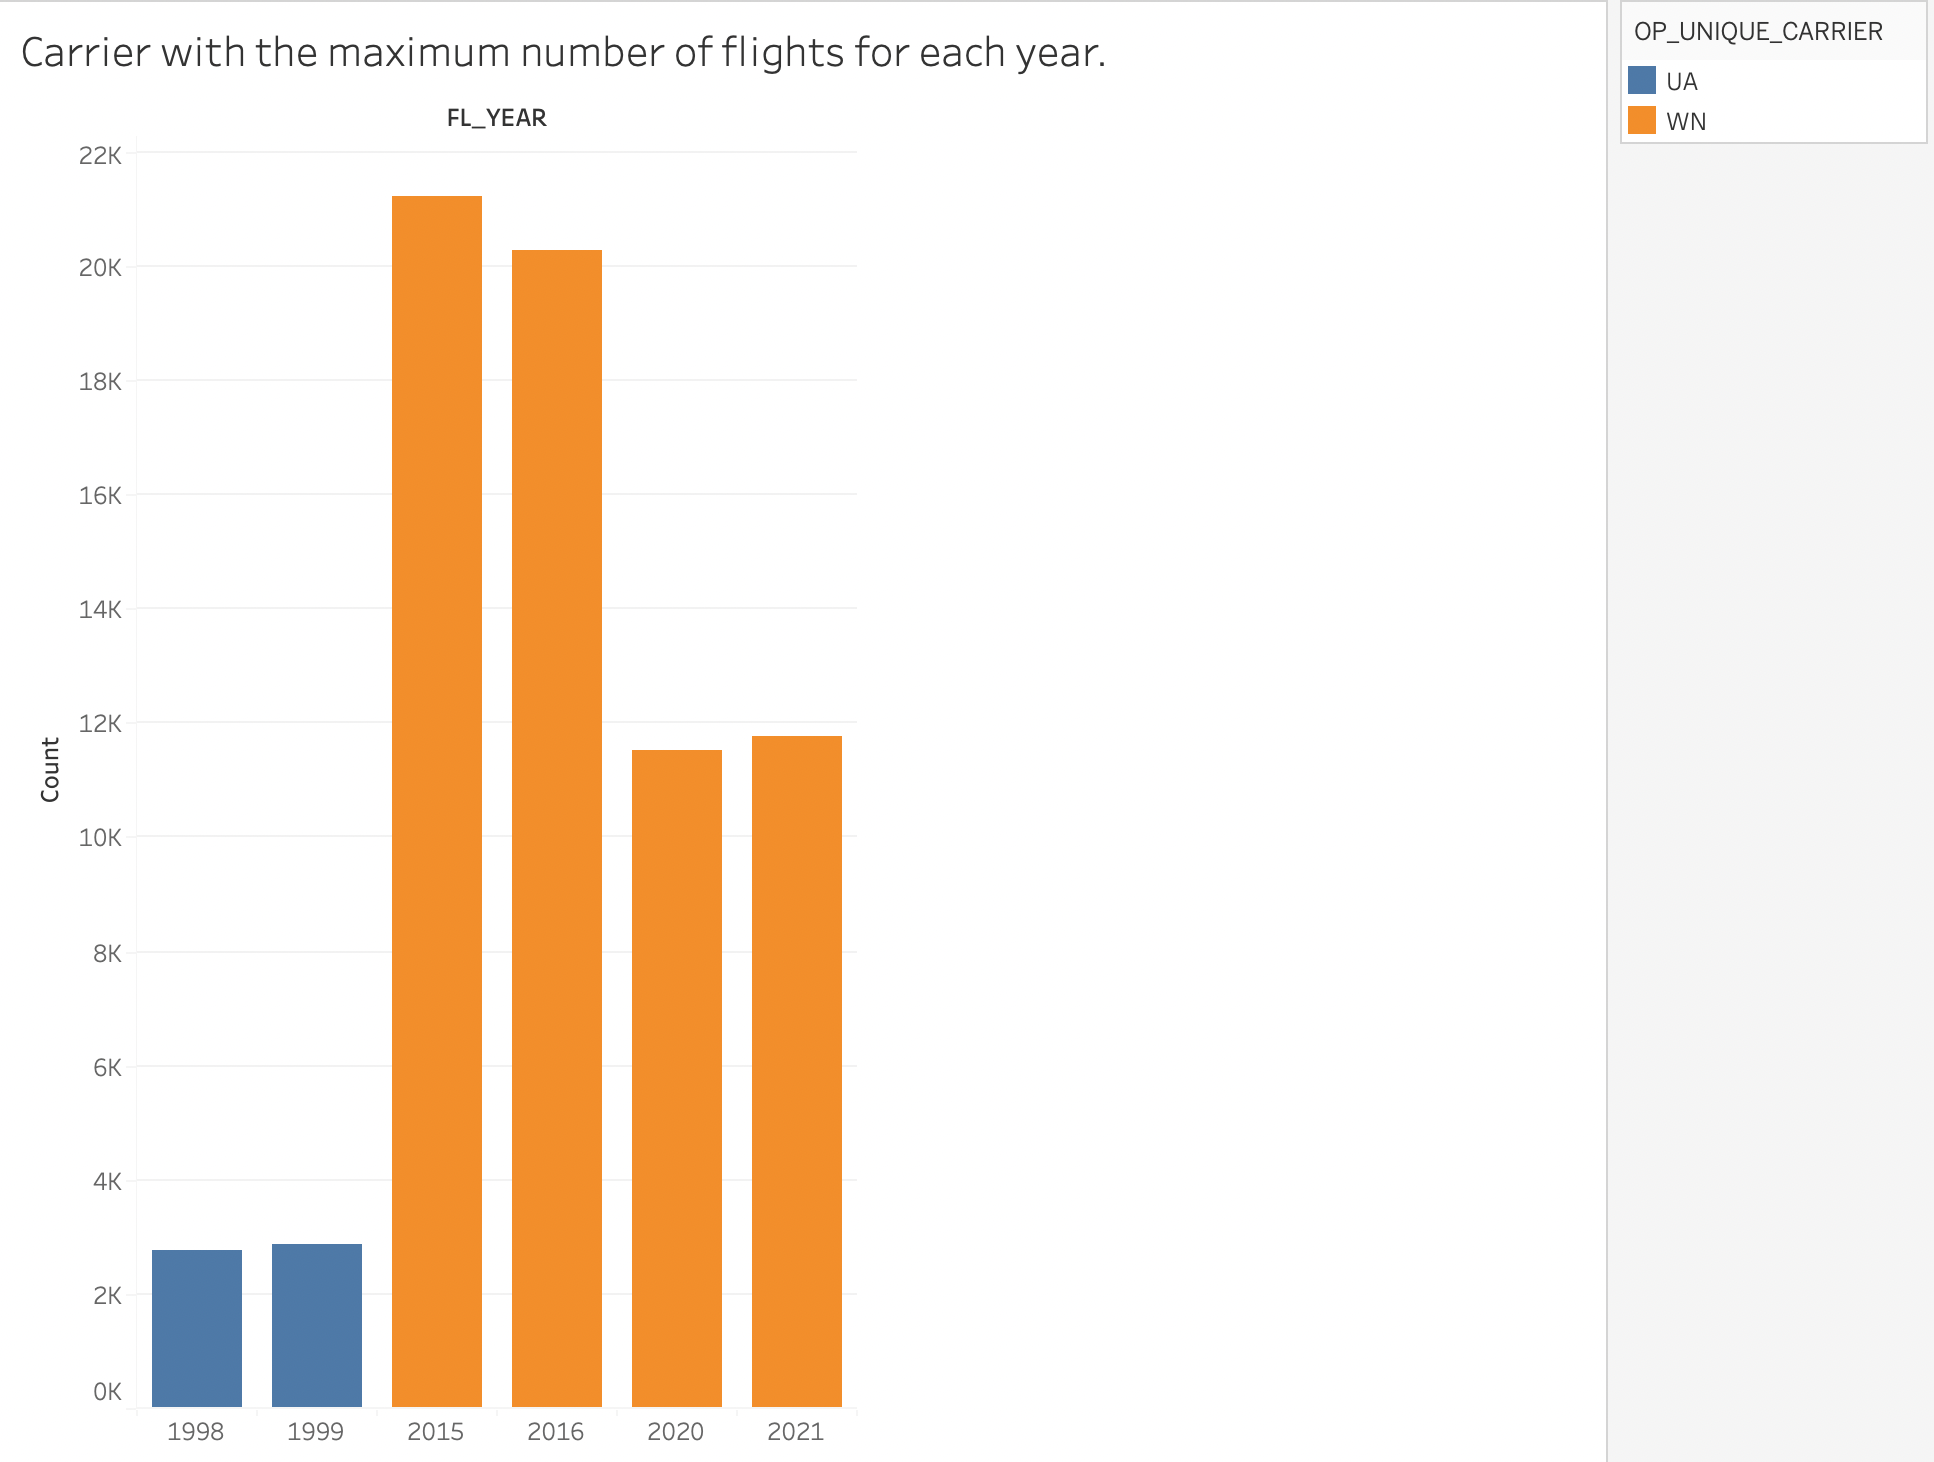 Carrier with the maximum number of flights for each year.
FL_YEAR
22K
20K
18K
16K
14K
12K
10K
8K
6K
4K
2K
0K
Count
1998 1999 2015 2016 2020 2021
OP_UNIQUE_CARRIER
UA
WN